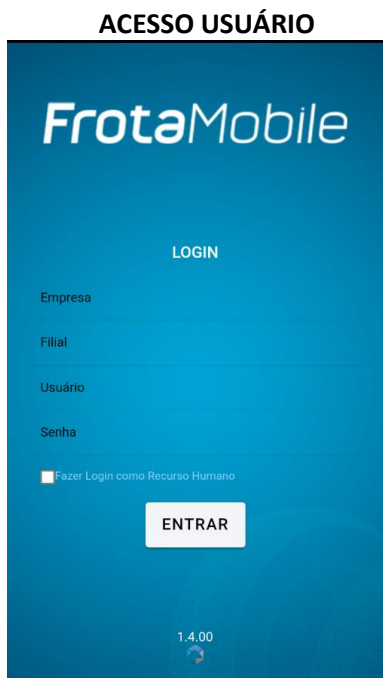 ACESSO USUÁRIO
FrotaMobile
LOGIN
Empresa
Filial
Usuário
Senha
Fazer Login como Recurso Humano
ENTRAR
1.4.00